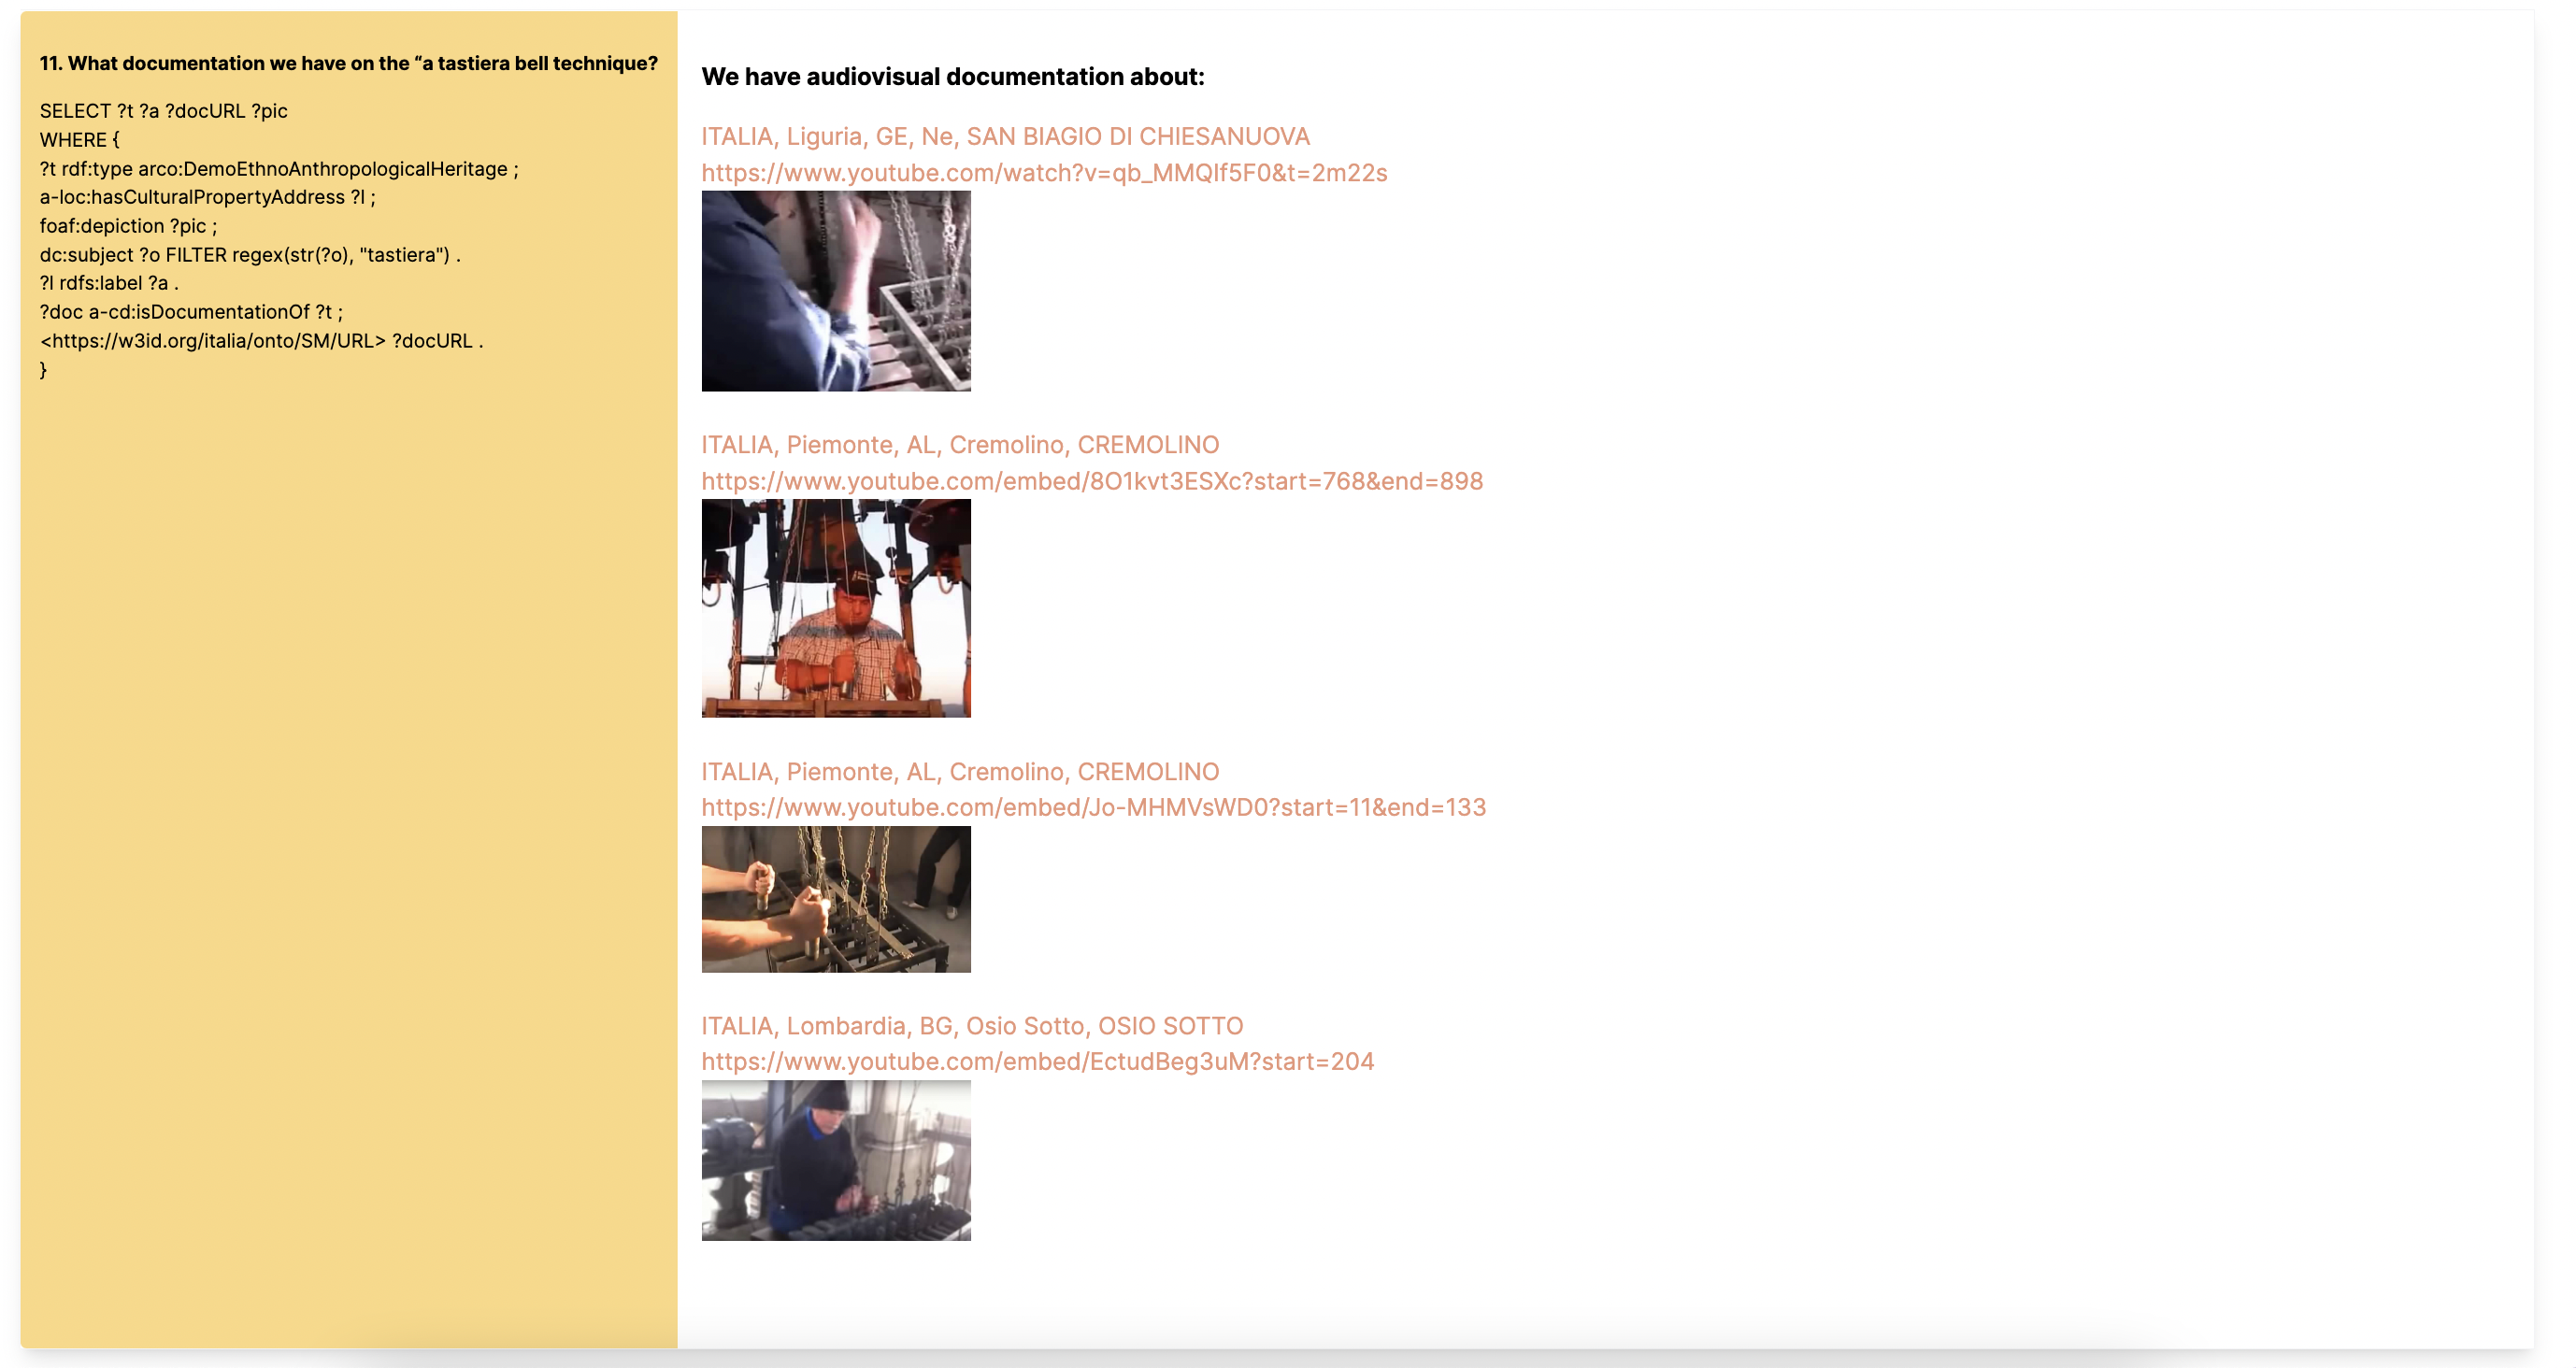 11. What documentation we have on the “a tastiera bell technique?
SELECT ?t ?a ?docURL ?pic
WHERE {
?t rdf:type arco:DemoEthnoAnthropologicalHeritage ;
a-loc:hasCulturalPropertyAddress ?l ;
foaf:depiction ?pic ;
dc:subject ?o FILTER regex(str(?o), "tastiera") .
?l rdfs:label ?a .
?doc a-cd:isDocumentationOf ?t ;
<https://w3id.org/italia/onto/SM/URL> ?docURL .
}
We have audiovisual documentation about:
ITALIA, Liguria, GE, Ne, SAN BIAGIO DI CHIESANUOVA
https://www.youtube.com/watch?v=qb_MMQIf5F0&t=2m22s
ITALIA, Piemonte, AL, Cremolino, CREMOLINO
https://www.youtube.com/embed/8O1kvt3ESXc?start=768&end=898
ITALIA, Piemonte, AL, Cremolino, CREMOLINO
https://www.youtube.com/embed/Jo-MHMVsWD0?start=11&end=133
ITALIA, Lombardia, BG, Osio Sotto, OSIO SOTTO
https://www.youtube.com/embed/EctudBeg3uM?start=204